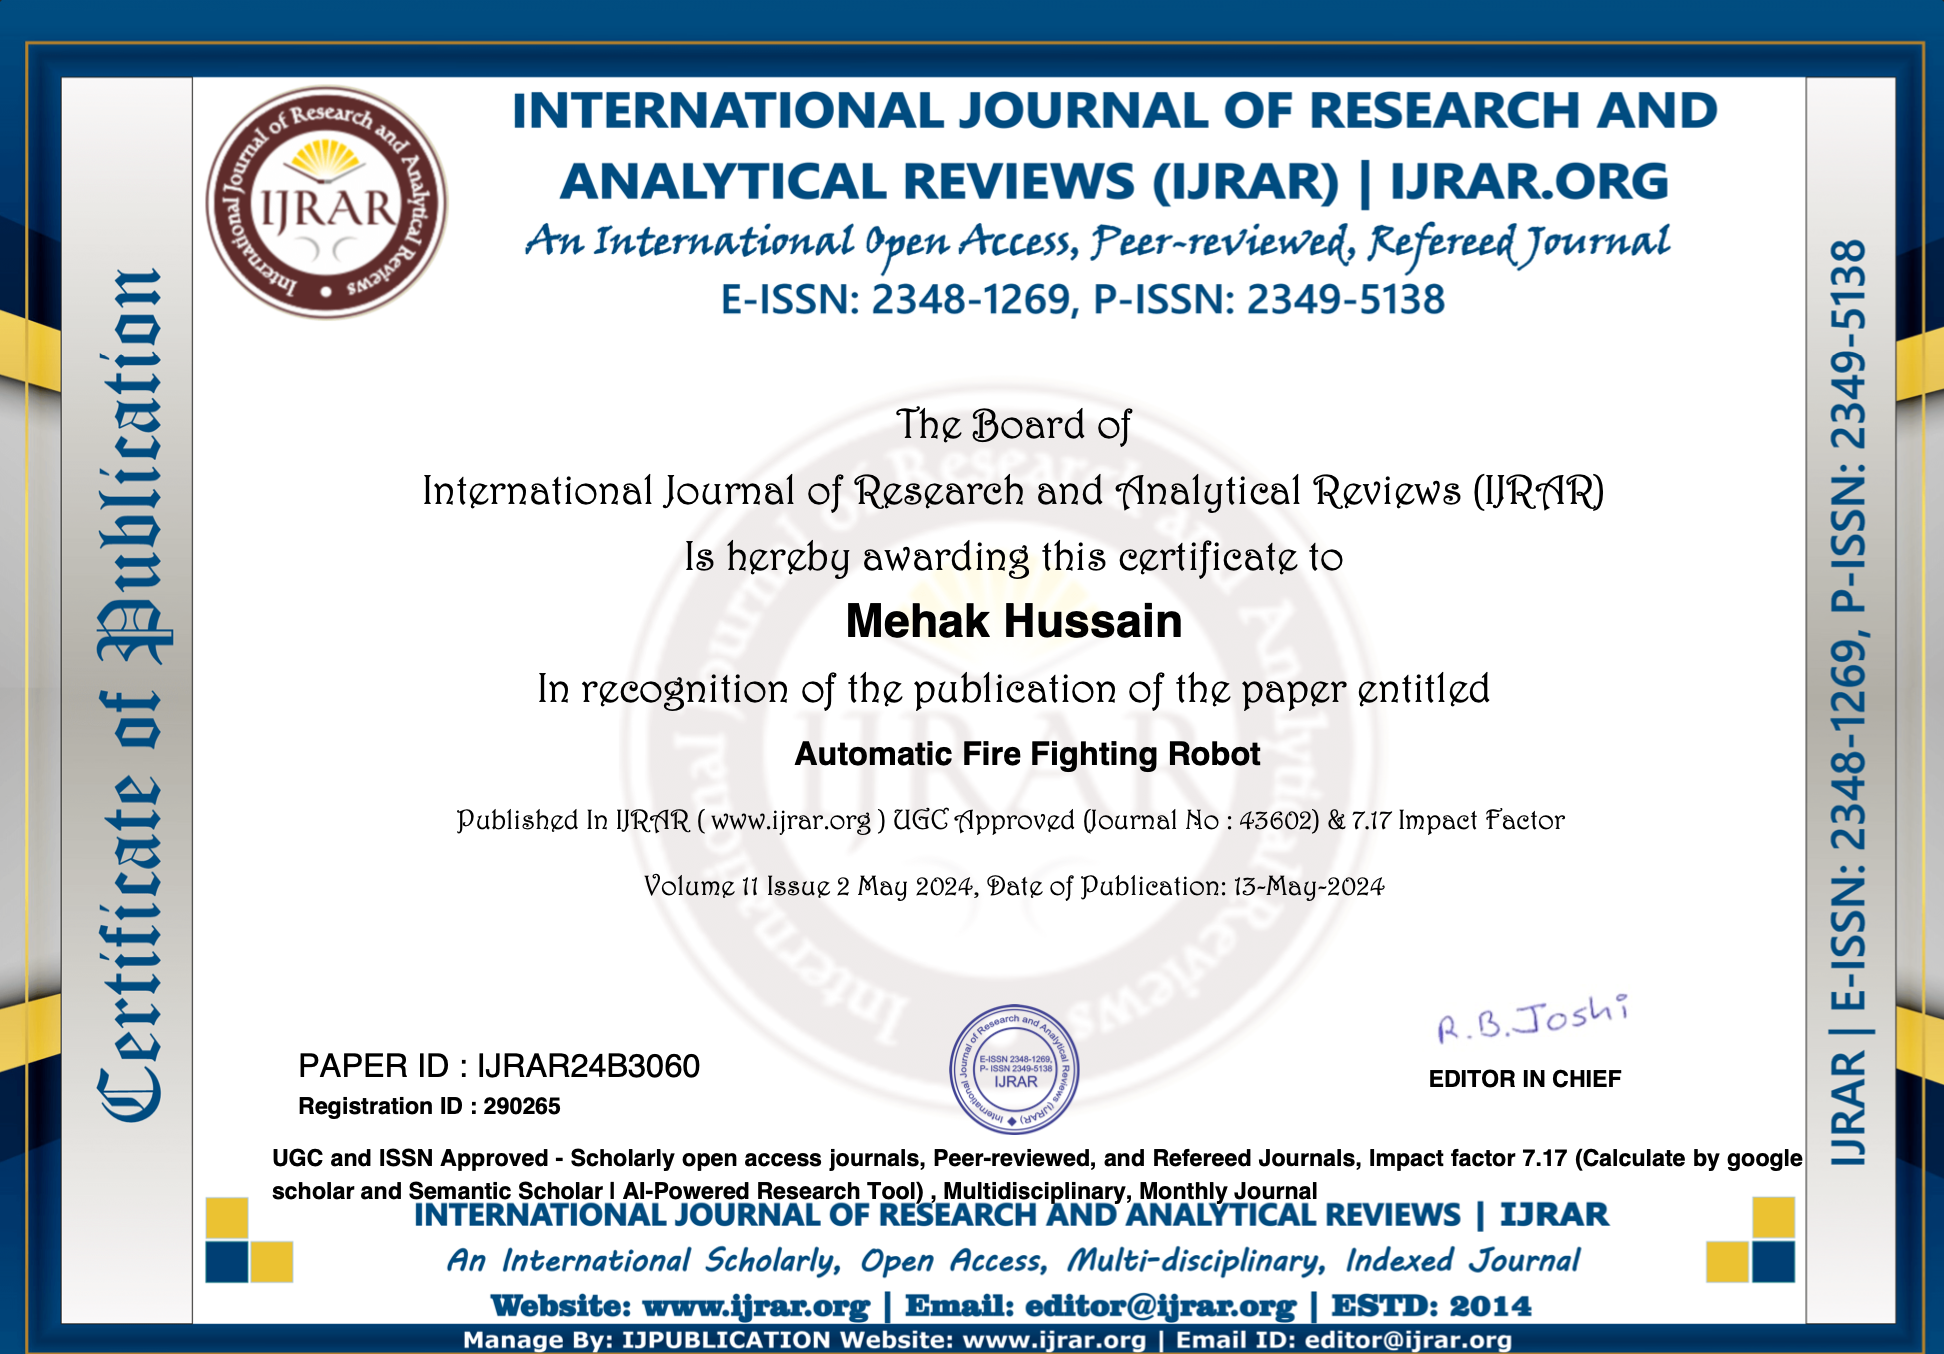 Certificate of Publication
International Journal of Research and Analytical Reviews
IJRAR
INTERNATIONAL JOURNAL OF RESEARCH AND
ANALYTICAL REVIEWS (IJRAR) | IJRAR.ORG
An International Open Access, Peer-reviewed, Refereed Journal
E-ISSN: 2348-1269, P-ISSN: 2349-5138
The Board of
International Journal of Research and Analytical Reviews (IJRAR)
Is hereby awarding this certificate to
Mehak Hussain
In recognition of the publication of the paper entitled
Automatic Fire Fighting Robot
Published In IJRAR ( www.ijrar.org ) UGC Approved (Journal No : 43602) & 7.17 Impact Factor
Volume 11 Issue 2 May 2024, Date of Publication: 13-May-2024
International Journal of Research and Analytical Reviews
IJRAR
PAPER ID : IJRAR24B3060
Registration ID : 290265
International Journal of Research and Analytical Reviews (IJRAR)
E-ISSN 2348-1269,
P- ISSN 2349-5138
IJRAR
R.B.Joshi
EDITOR IN CHIEF
UGC and ISSN Approved - Scholarly open access journals, Peer-reviewed, and Refereed Journals, Impact factor 7.17 (Calculate by google
scholar and Semantic Scholar | AI-Powered Research Tool) , Multidisciplinary, Monthly Journal
INTERNATIONAL JOURNAL OF RESEARCH AND ANALYTICAL REVIEWS | IJRAR
An International Scholarly, Open Access, Multi-disciplinary, Indexed Journal
Website: www.ijrar.org | Email: editor@ijrar.org | ESTD: 2014
Manage By: IJPUBLICATION Website: www.ijrar.org | Email ID: editor@ijrar.org
IJRAR | E-ISSN: 2348-1269, P-ISSN: 2349-5138